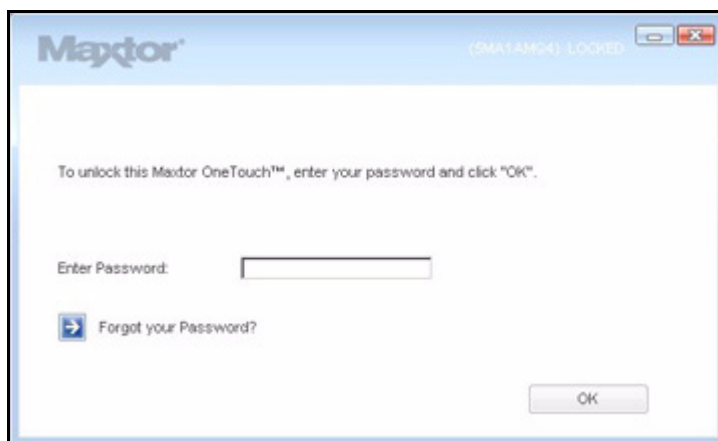 Maxtor
(SMA1AM24) LOCKED
To unlock this Maxtor OneTouch™, enter your password and click "OK".
Enter Password:
Forgot your Password?
OK